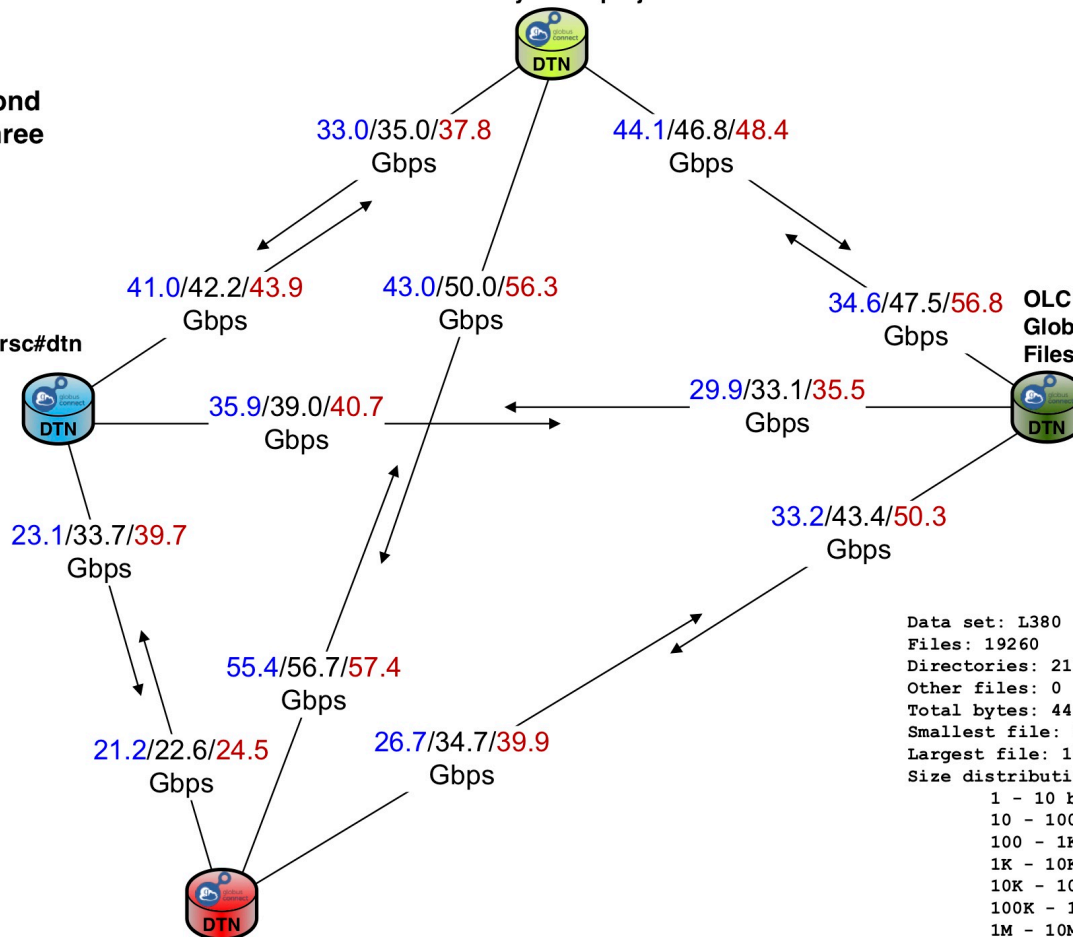 DTN
33.0/35.0/37.8
Gbps
44.1/46.8/48.4
Gbps
41.0/42.2/43.9
Gbps
43.0/50.0/56.3
Gbps
34.6/47.5/56.8
Gbps
OLC
Glob
Files
rsc#dtn
DTN
35.9/39.0/40.7
Gbps
29.9/33.1/35.5
Gbps
DTN
23.1/33.7/39.7
Gbps
33.2/43.4/50.3
Gbps
55.4/56.7/57.4
Gbps
21.2/22.6/24.5
Gbps
26.7/34.7/39.9
Gbps
DTN
Data set: L380
Files: 19260
Directories: 21
Other files: 0
Total bytes: 44
Smallest file:
Largest file: 1
Size distributi
1 - 10 b
10 - 100
100 - 1K
1K - 10K
10K - 10
100K - 1
1M - 10M